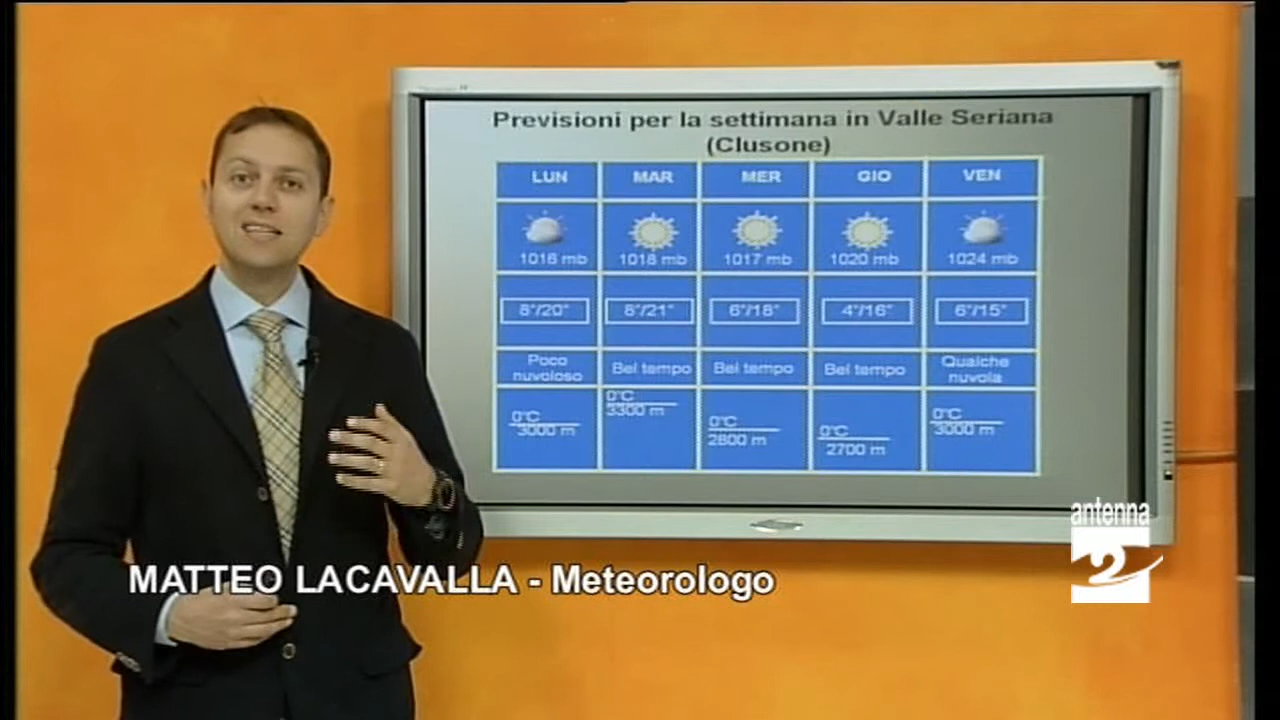 Previsioni per la settimana in Valle Seriana
(Clusone)
LUN MAR MER GIO VEN
1016 mb 1018 mb 1017 mb 1020 mb 1024 mb
8°/20° 8°/21° 6°/18° 4°/16° 6°/15°
Poco
nuvoloso
Bel tempo Bel tempo Bel tempo
Qualche
nuvola
0°C 0°C 0°C 0°C 0°C
3000 m 3300 m 2800 m 2700 m 3000 m
antenna
2
MATTEO LACAVALLA - Meteorologo